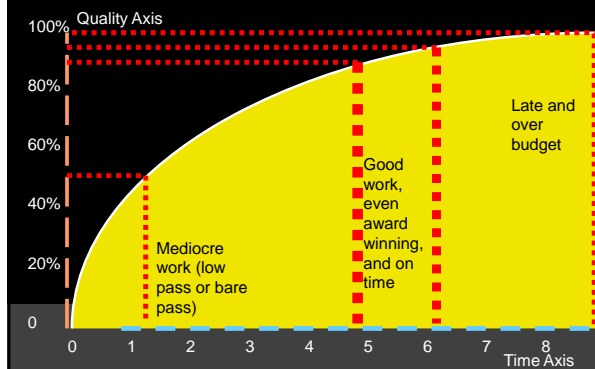 Quality Axis
100%
80%
60%
40%
20%
0
Late and
over
budget
Good
work,
even
award
winning,
and on
time
Mediocre
work (low
pass or bare
pass)
0 1 2 3 4 5 6 7 8
Time Axis